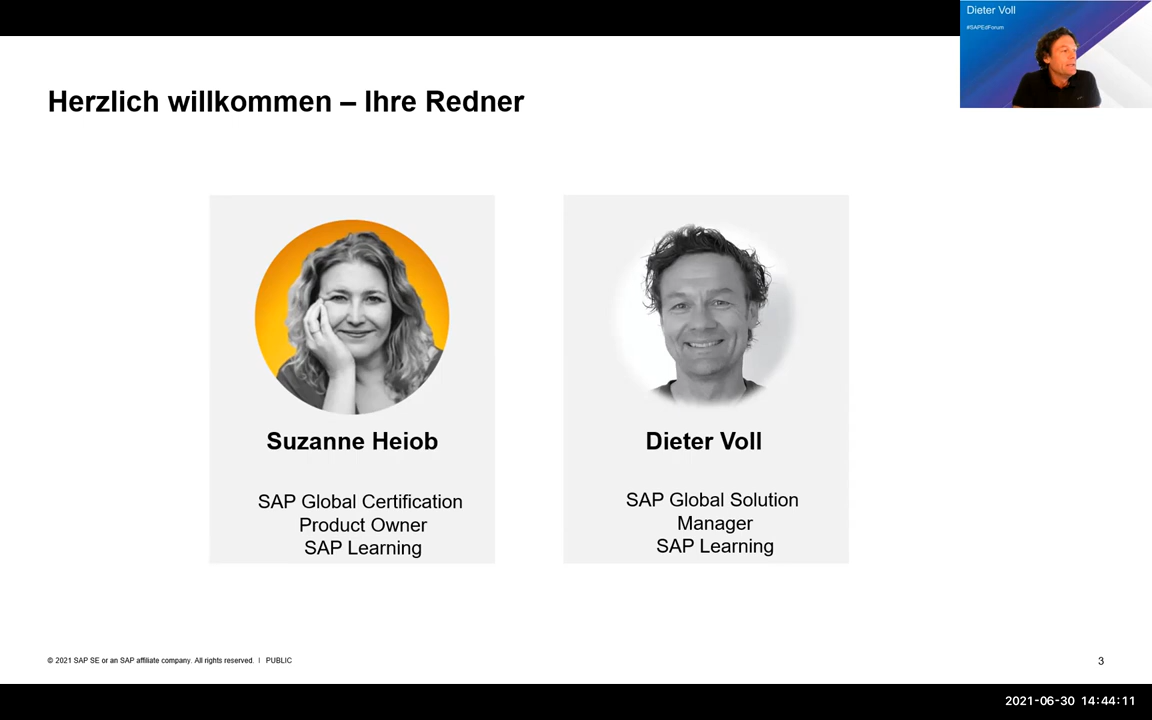 Dieter Voll
#SAPEdForum
Herzlich willkommen – Ihre Redner
Suzanne Heiob
SAP Global Certification
Product Owner
SAP Learning
Dieter Voll
SAP Global Solution
Manager
SAP Learning
© 2021 SAP SE or an SAP affiliate company. All rights reserved. | PUBLIC
3
2021-06-30 14:44:11